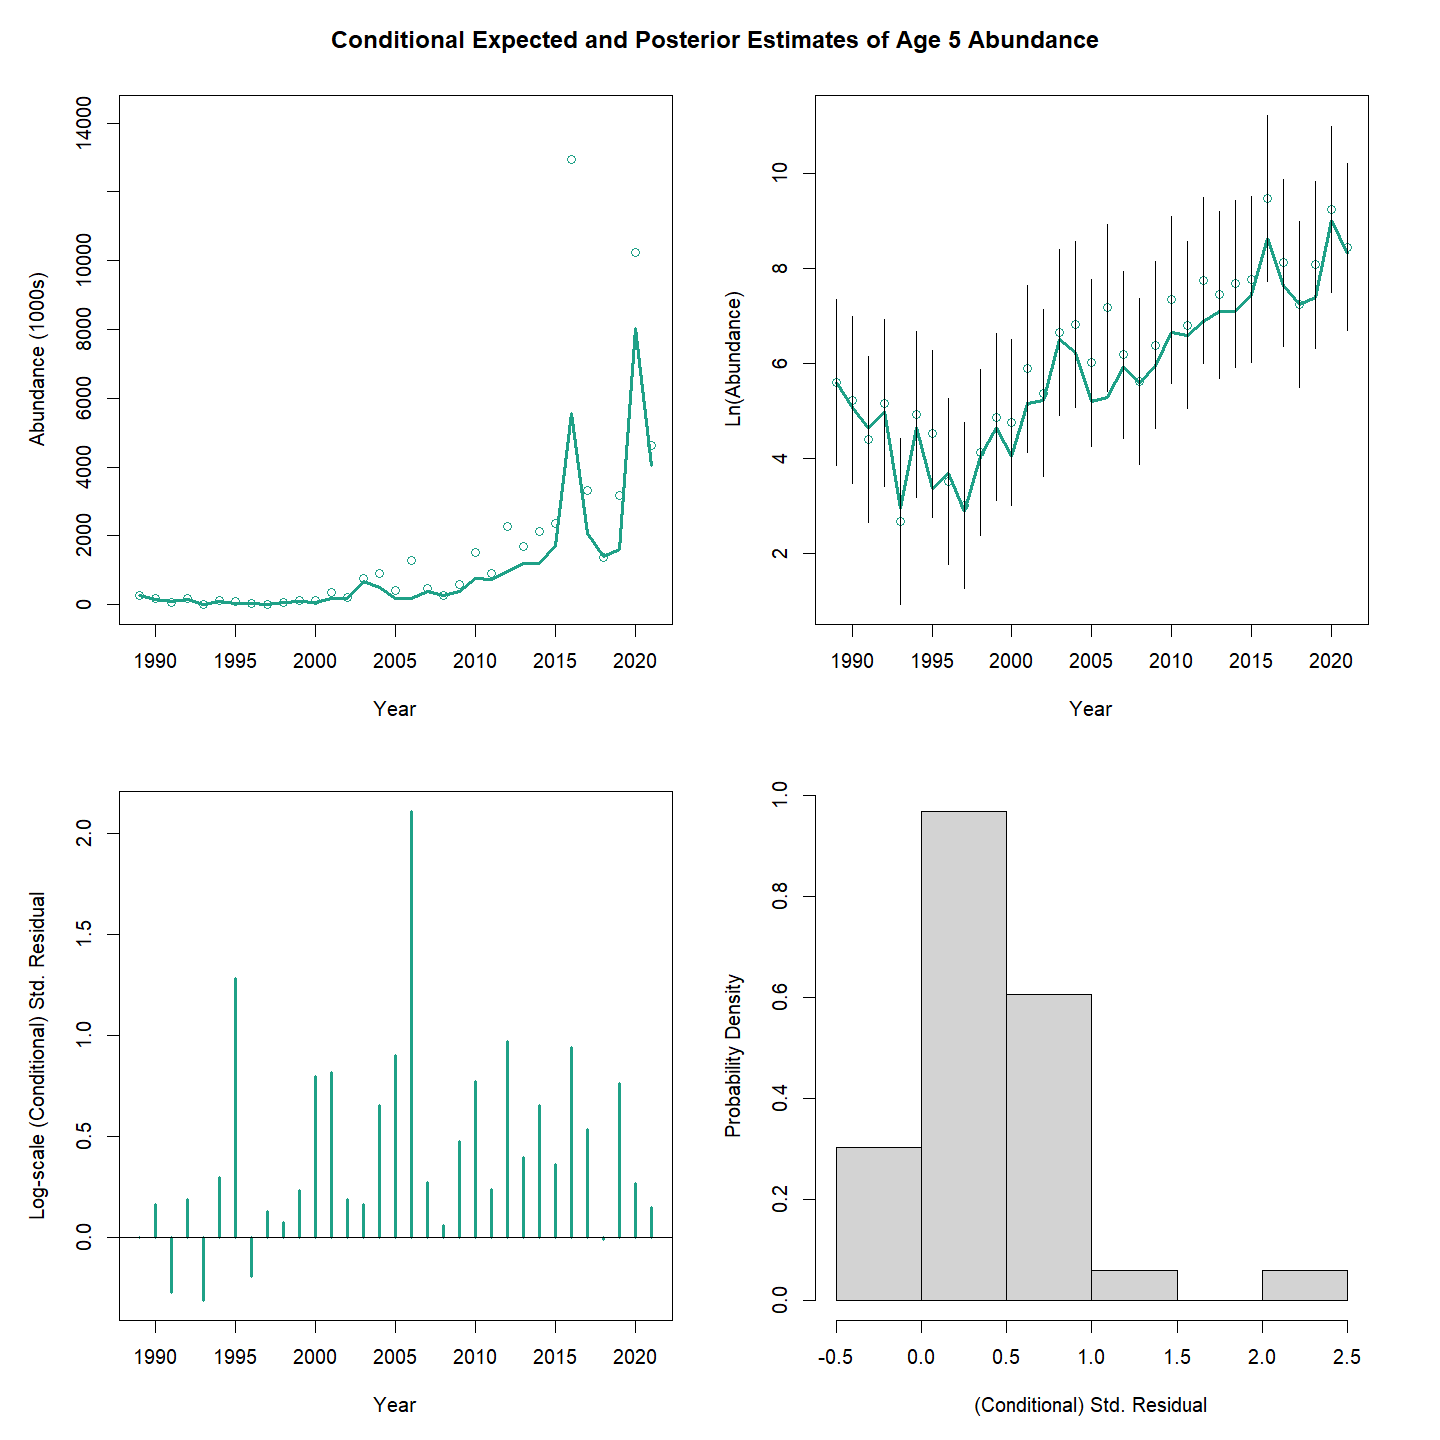 Conditional Expected and Posterior Estimates of Age 5 Abundance
Abundance (1000s)
14000
10000
8000
6000
4000
2000
0
1990 1995 2000 2005 2010 2015 2020
Year
Ln(Abundance)
10
8
6
4
2
1990 1995 2000 2005 2010 2015 2020
Year
Log-scale (Conditional) Std. Residual
2.0
1.5
1.0
0.5
0.0
1990 1995 2000 2005 2010 2015 2020
Year
Probability Density
1.0
0.8
0.6
0.4
0.2
0.0
-0.5 0.0 0.5 1.0 1.5 2.0 2.5
(Conditional) Std. Residual